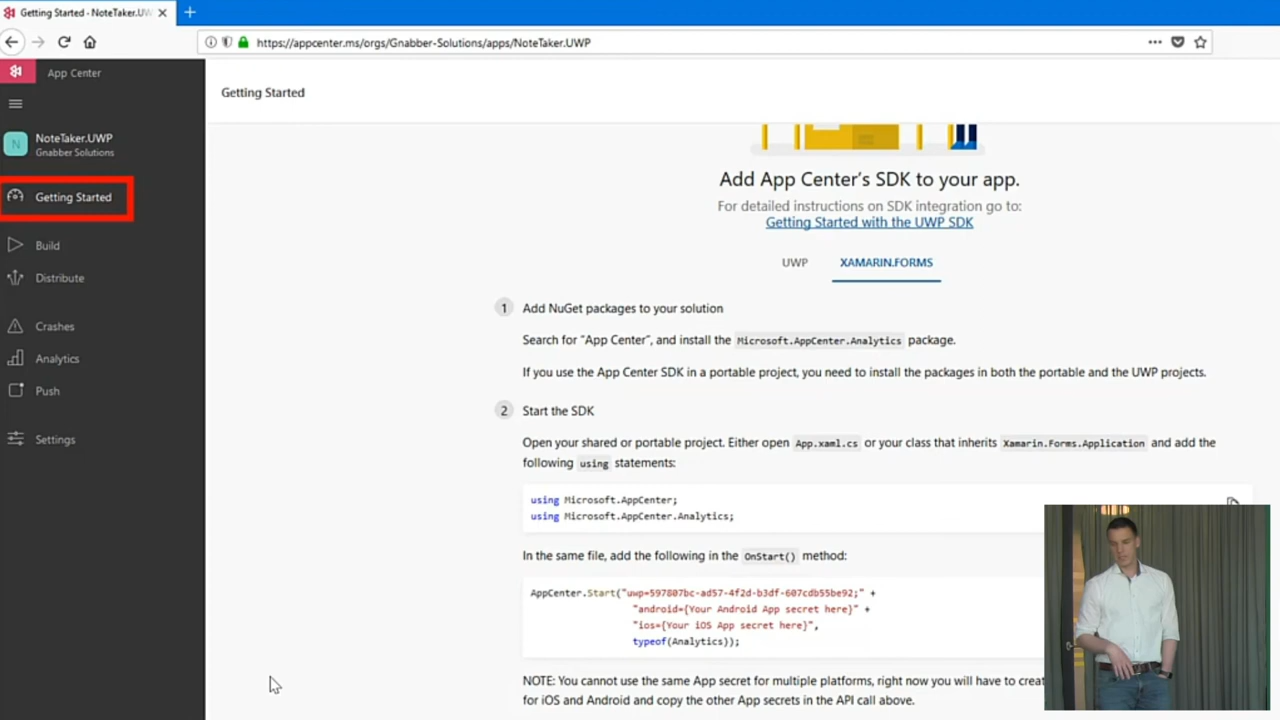 Getting Started - NoteTaker.UW
https://appcenter.ms/orgs/Gnabber-Solutions/apps/NoteTaker.UWP
App Center
Getting Started
N
NoteTaker.UWP
Gnabber Solutions
Getting Started
Build
Distribute
Crashes
Analytics
Push
Settings
Add App Center's SDK to your app.
For detailed instructions on SDK integration go to:
Getting Started with the UWP SDK
UWP XAMARIN.FORMS
1 Add NuGet packages to your solution
Search for "App Center", and install the Microsoft.AppCenter.Analytics package.
If you use the App Center SDK in a portable project, you need to install the packages in both the portable and the UWP projects.
2 Start the SDK
Open your shared or portable project. Either open App.xaml.cs or your class that inherits Xamarin.Forms.Application and add the
following using statements:
using Microsoft.AppCenter;
using Microsoft.AppCenter.Analytics;
In the same file, add the following in the OnStart() method:
AppCenter.Start("uwp=597807bc-ad57-4f2d-b3df-607cdb55be92;" +
"android={Your Android App secret here}" +
"ios={Your iOS App secret here}",
typeof(Analytics));
NOTE: You cannot use the same App secret for multiple platforms, right now you will have to creat
for iOS and Android and copy the other App secrets in the API call above.